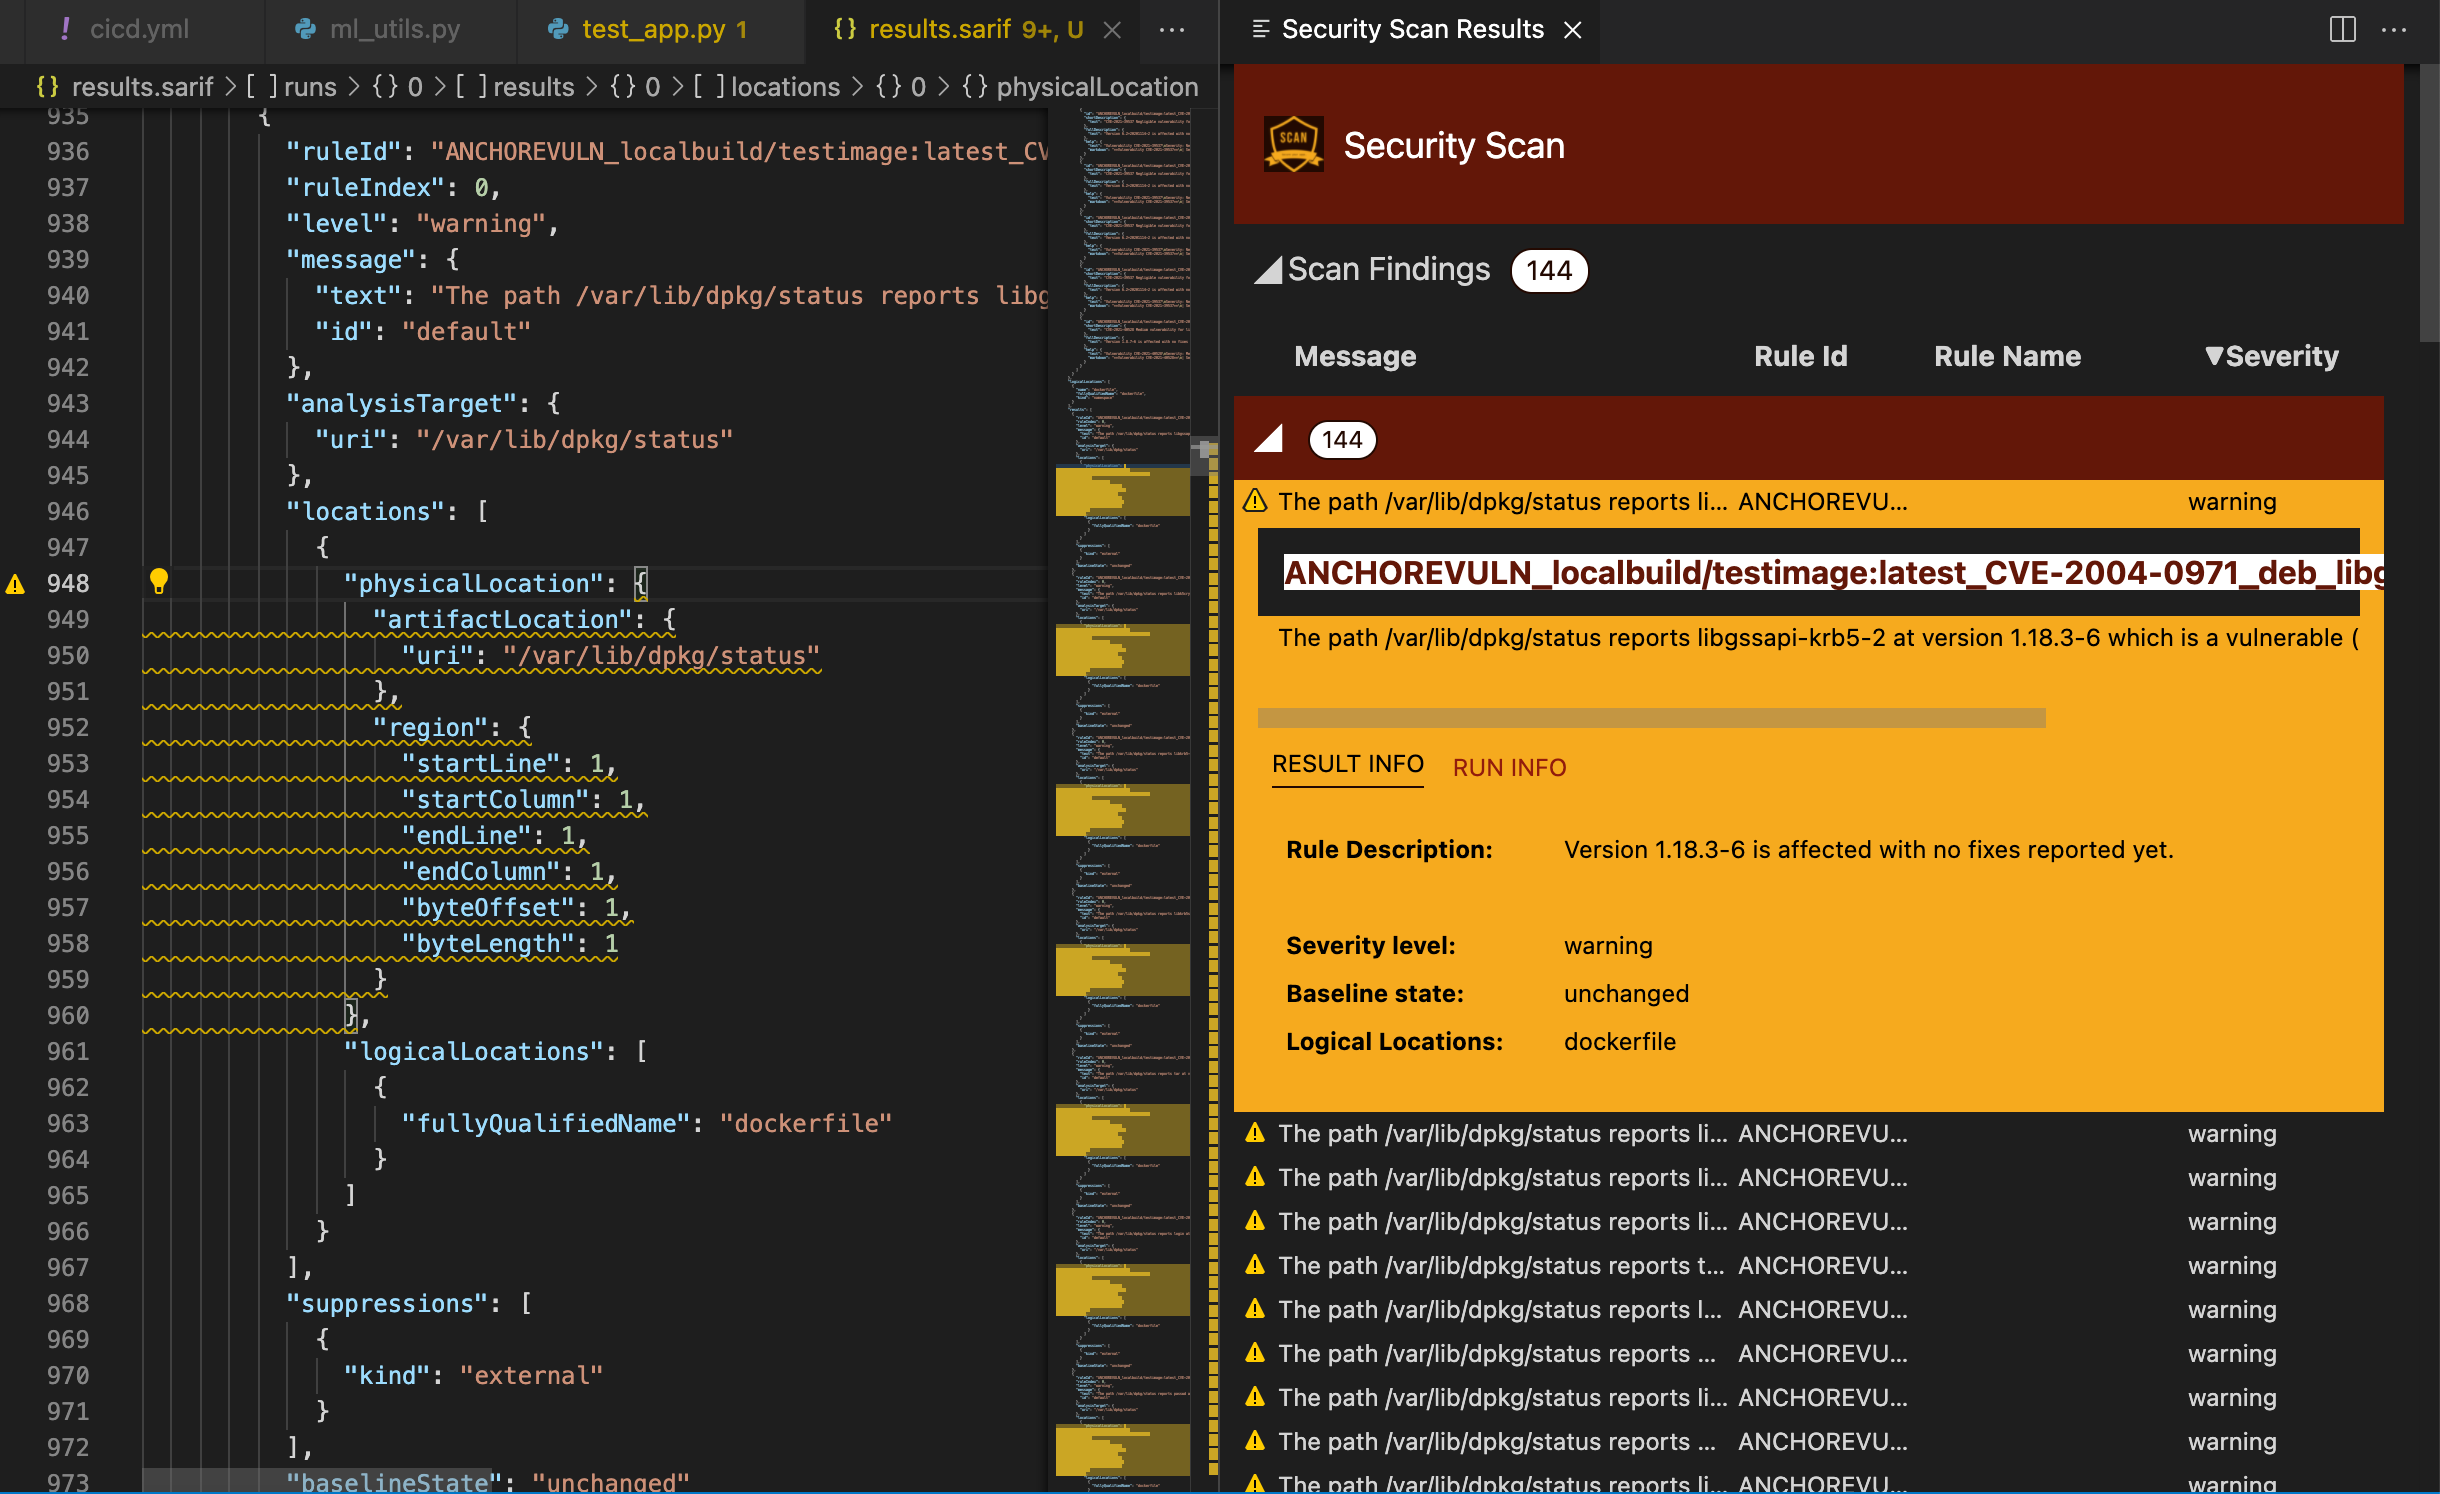 cicd.yml
ml_utils.py
test_app.py 1
{} results.sarif 9+, U
···
Security Scan Results
···
{} results.sarif > [ ] runs > {} 0 > [ ] results > {} 0 > [ ] locations > {} 0 > {} physicalLocation
935 {
936 "ruleId": "ANCHOREVULN_localbuild/testimage:latest_CV
937 "ruleIndex": 0,
938 "level": "warning",
939 "message": {
940 "text": "The path /var/lib/dpkg/status reports libg
941 "id": "default"
942 },
943 "analysisTarget": {
944 "uri": "/var/lib/dpkg/status"
945 },
946 "locations": [
947 {
948 "physicalLocation": {
949 "artifactLocation": {
950 "uri": "/var/lib/dpkg/status"
951 },
952 "region": {
953 "startLine": 1,
954 "startColumn": 1,
955 "endLine": 1,
956 "endColumn": 1,
957 "byteOffset": 1,
958 "byteLength": 1
959 }
960 },
961 "logicalLocations": [
962 {
963 "fullyQualifiedName": "dockerfile"
964 }
965 ]
966 }
967 ],
968 "suppressions": [
969 {
970 "kind": "external"
971 }
972 ],
973 "baselineState": "unchanged"
SCAN
Security Scan
Scan Findings 144
Message Rule Id Rule Name ▼Severity
144
The path /var/lib/dpkg/status reports li... ANCHOREVU... warning
ANCHOREVULN_localbuild/testimage:latest_CVE-2004-0971_deb_libg
The path /var/lib/dpkg/status reports libgssapi-krb5-2 at version 1.18.3-6 which is a vulnerable (
RESULT INFO RUN INFO
Rule Description: Version 1.18.3-6 is affected with no fixes reported yet.
Severity level: warning
Baseline state: unchanged
Logical Locations: dockerfile
The path /var/lib/dpkg/status reports li... ANCHOREVU... warning
The path /var/lib/dpkg/status reports li... ANCHOREVU... warning
The path /var/lib/dpkg/status reports li... ANCHOREVU... warning
The path /var/lib/dpkg/status reports t... ANCHOREVU... warning
The path /var/lib/dpkg/status reports l... ANCHOREVU... warning
The path /var/lib/dpkg/status reports ... ANCHOREVU... warning
The path /var/lib/dpkg/status reports li... ANCHOREVU... warning
The path /var/lib/dpkg/status reports ... ANCHOREVU... warning
The path /var/lib/dpkg/status reports li... ANCHOREVU... warning